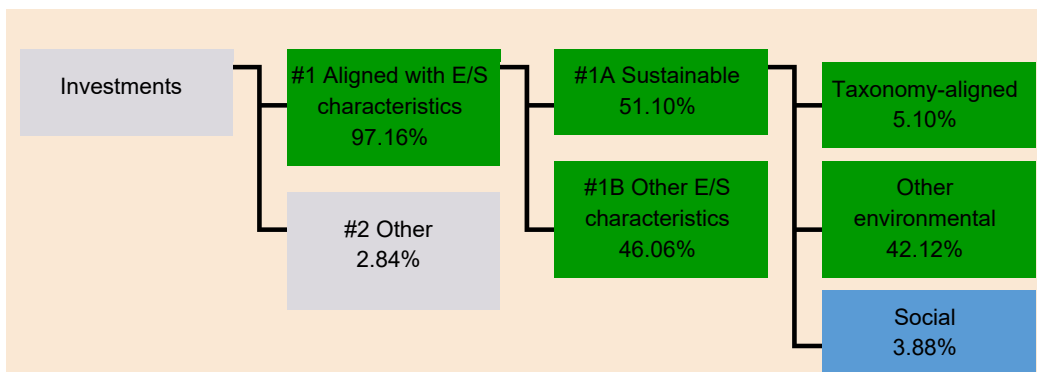 Investments
#1 Aligned with E/S
characteristics
97.16%
#2 Other
2.84%
#1A Sustainable
51.10%
#1B Other E/S
characteristics
46.06%
Taxonomy-aligned
5.10%
Other
environmental
42.12%
Social
3.88%